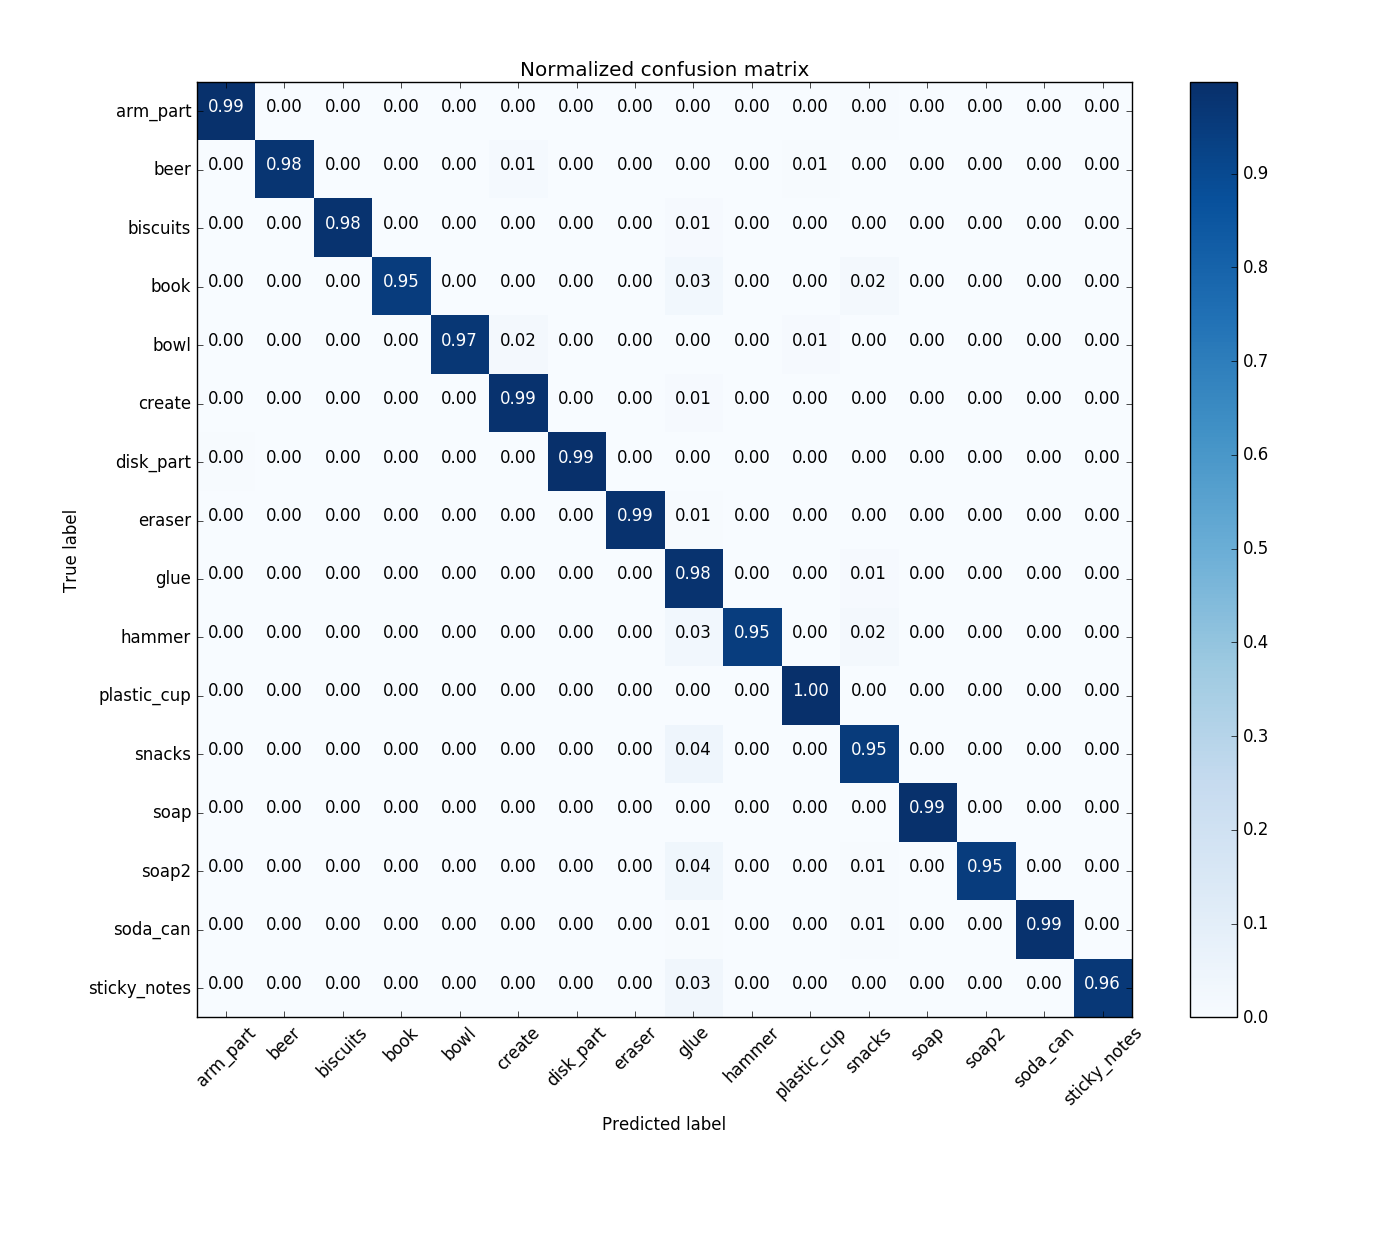 Normalized confusion matrix
arm_part 0.99 0.00 0.00 0.00 0.00 0.00 0.00 0.00 0.00 0.00 0.00 0.00 0.00 0.00 0.00 0.00
beer 0.00 0.98 0.00 0.00 0.00 0.01 0.00 0.00 0.00 0.00 0.01 0.00 0.00 0.00 0.00 0.00
biscuits 0.00 0.00 0.98 0.00 0.00 0.00 0.00 0.00 0.01 0.00 0.00 0.00 0.00 0.00 0.00 0.00
book 0.00 0.00 0.00 0.95 0.00 0.00 0.00 0.00 0.03 0.00 0.00 0.02 0.00 0.00 0.00 0.00
bowl 0.00 0.00 0.00 0.00 0.97 0.02 0.00 0.00 0.00 0.00 0.01 0.00 0.00 0.00 0.00 0.00
create 0.00 0.00 0.00 0.00 0.00 0.99 0.00 0.00 0.01 0.00 0.00 0.00 0.00 0.00 0.00 0.00
disk_part 0.00 0.00 0.00 0.00 0.00 0.00 0.99 0.00 0.00 0.00 0.00 0.00 0.00 0.00 0.00 0.00
eraser 0.00 0.00 0.00 0.00 0.00 0.00 0.00 0.99 0.01 0.00 0.00 0.00 0.00 0.00 0.00 0.00
glue 0.00 0.00 0.00 0.00 0.00 0.00 0.00 0.00 0.98 0.00 0.00 0.01 0.00 0.00 0.00 0.00
hammer 0.00 0.00 0.00 0.00 0.00 0.00 0.00 0.00 0.03 0.95 0.00 0.02 0.00 0.00 0.00 0.00
plastic_cup 0.00 0.00 0.00 0.00 0.00 0.00 0.00 0.00 0.00 0.00 1.00 0.00 0.00 0.00 0.00 0.00
snacks 0.00 0.00 0.00 0.00 0.00 0.00 0.00 0.00 0.04 0.00 0.00 0.95 0.00 0.00 0.00 0.00
soap 0.00 0.00 0.00 0.00 0.00 0.00 0.00 0.00 0.00 0.00 0.00 0.00 0.99 0.00 0.00 0.00
soap2 0.00 0.00 0.00 0.00 0.00 0.00 0.00 0.00 0.04 0.00 0.00 0.01 0.00 0.95 0.00 0.00
soda_can 0.00 0.00 0.00 0.00 0.00 0.00 0.00 0.00 0.01 0.00 0.00 0.01 0.00 0.00 0.99 0.00
sticky_notes 0.00 0.00 0.00 0.00 0.00 0.00 0.00 0.00 0.03 0.00 0.00 0.00 0.00 0.00 0.00 0.96
True label
arm_part beer biscuits book bowl create disk_part eraser glue hammer plastic_cup snacks soap soap2 soda_can sticky_notes
Predicted label
0.9
0.8
0.7
0.6
0.5
0.4
0.3
0.2
0.1
0.0